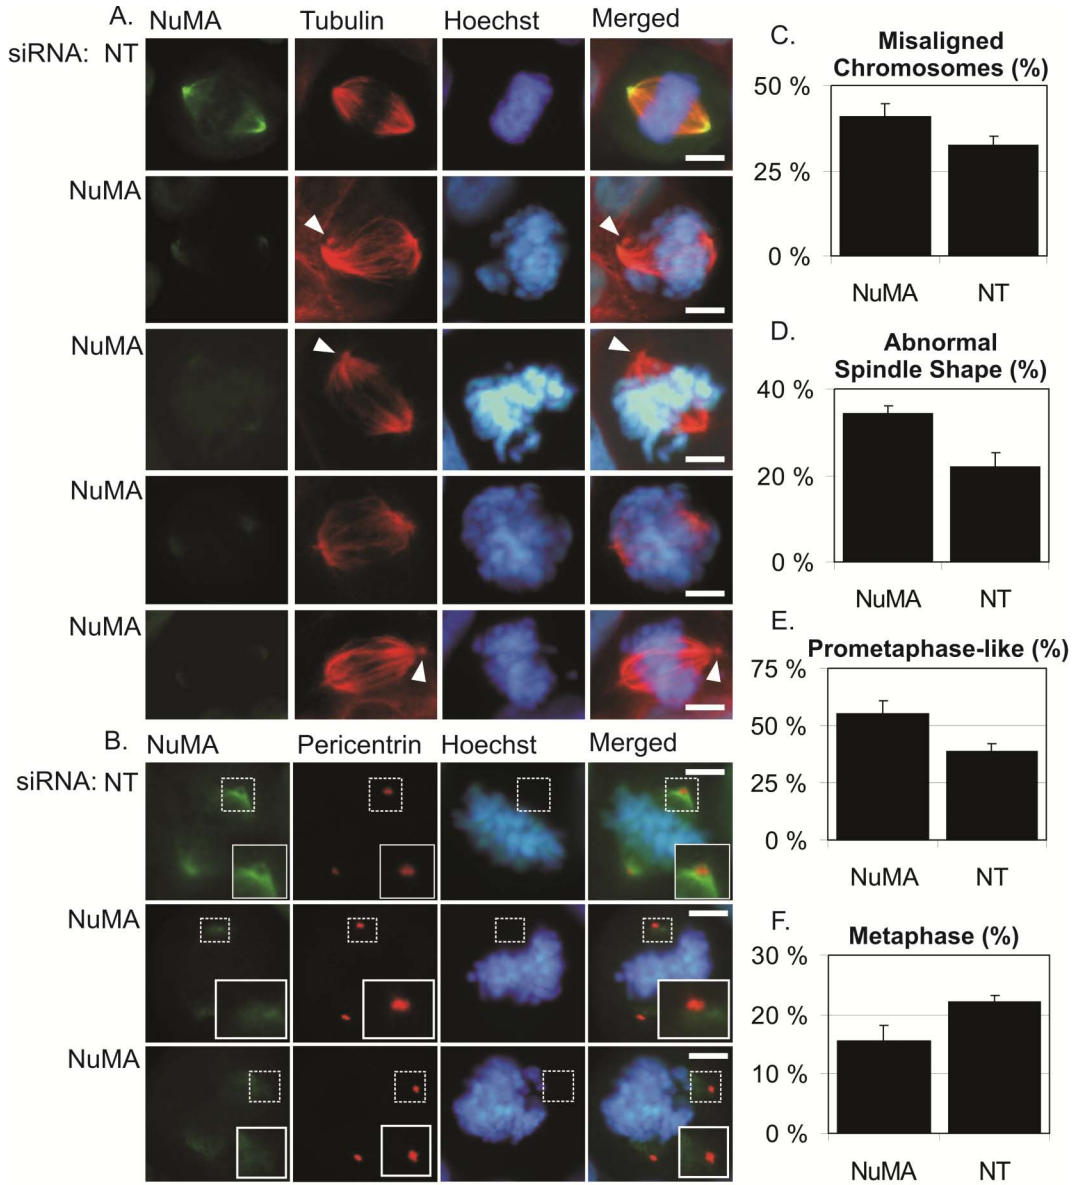 A. NuMA Tubulin Hoechst Merged
siRNA: NT
NuMA
NuMA
NuMA
NuMA
B. NuMA Pericentrin Hoechst Merged
siRNA: NT
NuMA
NuMA
C.
Misaligned
Chromosomes (%)
50 %
25 %
0 %
NuMA NT
D.
Abnormal
Spindle Shape (%)
40 %
20 %
0 %
NuMA NT
E.
Prometaphase-like (%)
75 %
50 %
25 %
0 %
NuMA NT
F.
Metaphase (%)
30 %
20 %
10 %
0 %
NuMA NT